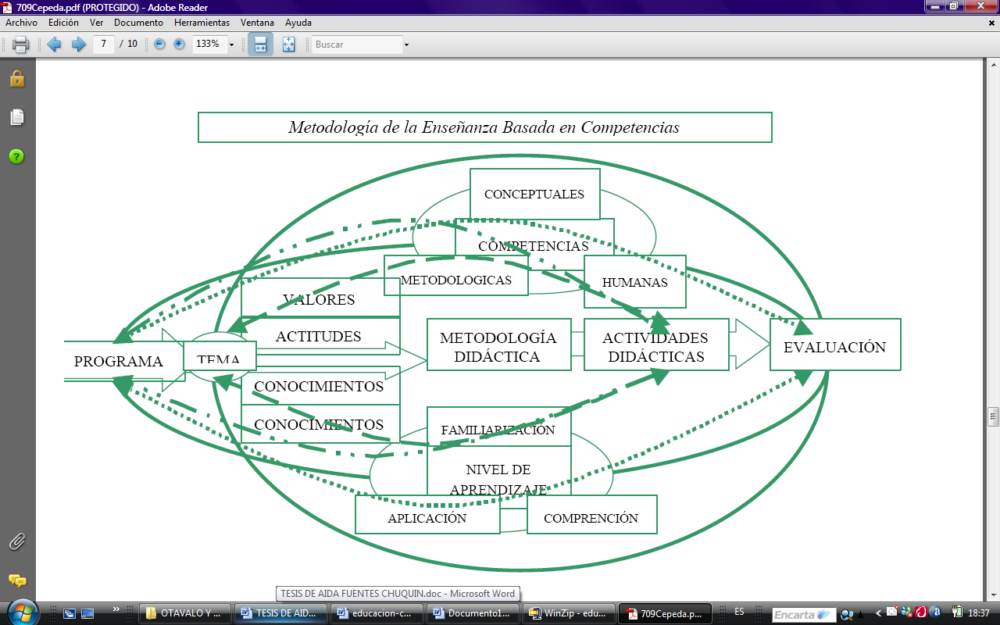 709Cepeda.pdf (PROTEGIDO) - Adobe Reader
Archivo Edición Ver Documento Herramientas Ventana Ayuda
7 / 10 133% Buscar
Metodología de la Enseñanza Basada en Competencias
CONCEPTUALES
COMPETENCIAS
METODOLOGICAS
HUMANAS
VALORES
ACTITUDES
PROGRAMA
TEMA
METODOLOGÍA
DIDÁCTICA
ACTIVIDADES
DIDÁCTICAS
EVALUACIÓN
CONOCIMIENTOS
CONOCIMIENTOS
FAMILIARIZACIÓN
NIVEL DE
APRENDIZAJE
APLICACIÓN
COMPRENCIÓN
TESIS DE AIDA FUENTES CHUQUIN.doc - Microsoft Word
OTAVALO Y ...
TESIS DE AID...
educacion-c...
Documento1...
WinZip - edu...
709Cepeda.p...
ES
Encarta
18:37